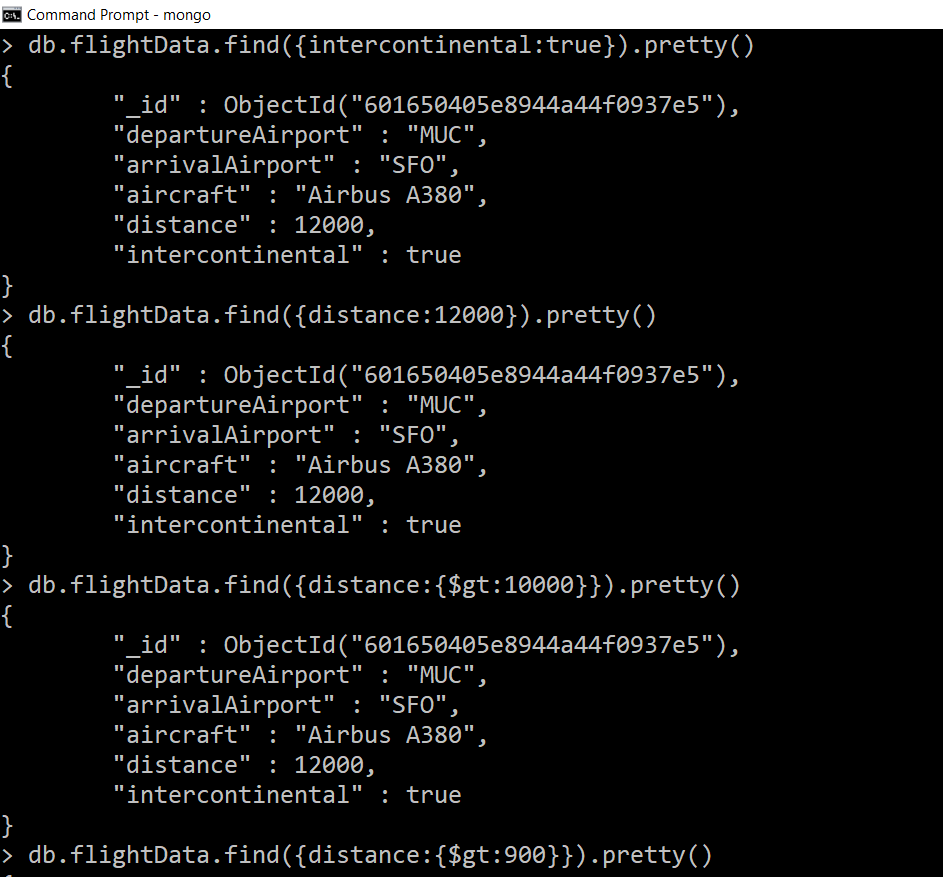 Command Prompt - mongo
> db.flightData.find({intercontinental:true}).pretty()
{
        "_id" : ObjectId("601650405e8944a44f0937e5"),
        "departureAirport" : "MUC",
        "arrivalAirport" : "SFO",
        "aircraft" : "Airbus A380",
        "distance" : 12000,
        "intercontinental" : true
}
> db.flightData.find({distance:12000}).pretty()
{
        "_id" : ObjectId("601650405e8944a44f0937e5"),
        "departureAirport" : "MUC",
        "arrivalAirport" : "SFO",
        "aircraft" : "Airbus A380",
        "distance" : 12000,
        "intercontinental" : true
}
> db.flightData.find({distance:{$gt:10000}}).pretty()
{
        "_id" : ObjectId("601650405e8944a44f0937e5"),
        "departureAirport" : "MUC",
        "arrivalAirport" : "SFO",
        "aircraft" : "Airbus A380",
        "distance" : 12000,
        "intercontinental" : true
}
> db.flightData.find({distance:{$gt:900}}).pretty()